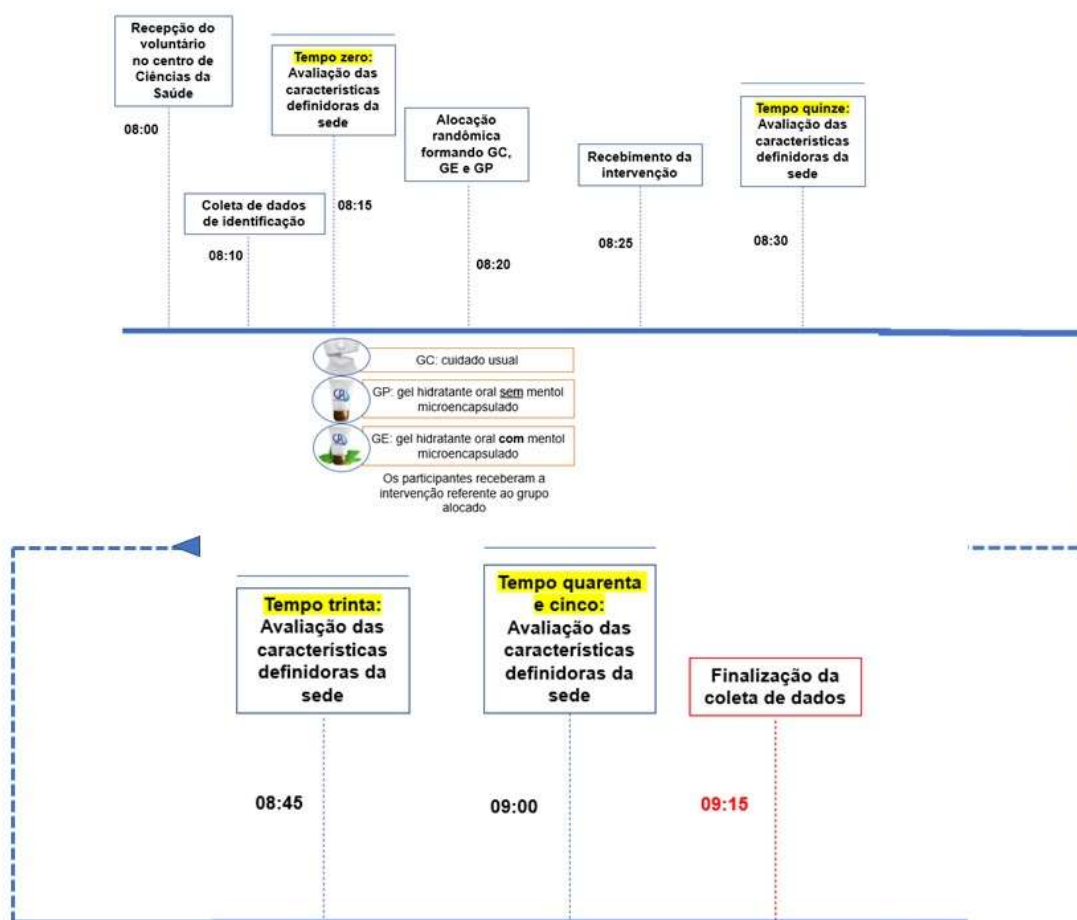 Recepção do
voluntário
no centro de
Ciências da
Saúde
08:00
Coleta de dados
de identificação
08:10
Tempo zero:
Avaliação das
características
definidoras da
sede
08:15
Alocação
randômica
formando GC,
GE e GP
08:20
Recebimento da
intervenção
08:25
Tempo quinze:
Avaliação das
características
definidoras da
sede
08:30
GC: cuidado usual
GP: gel hidratante oral sem mentol
microencapsulado
GE: gel hidratante oral com mentol
microencapsulado
Os participantes receberam a
intervenção referente ao grupo
alocado
Tempo trinta:
Avaliação das
características
definidoras da
sede
08:45
Tempo quarenta
e cinco:
Avaliação das
características
definidoras da
sede
09:00
Finalização da
coleta de dados
09:15